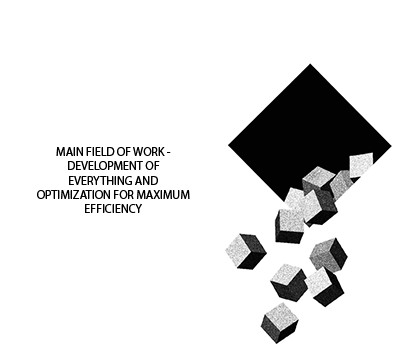 MAIN FIELD OF WORK -
DEVELOPMENT OF
EVERYTHING AND
OPTIMIZATION FOR MAXIMUM
EFFICIENCY